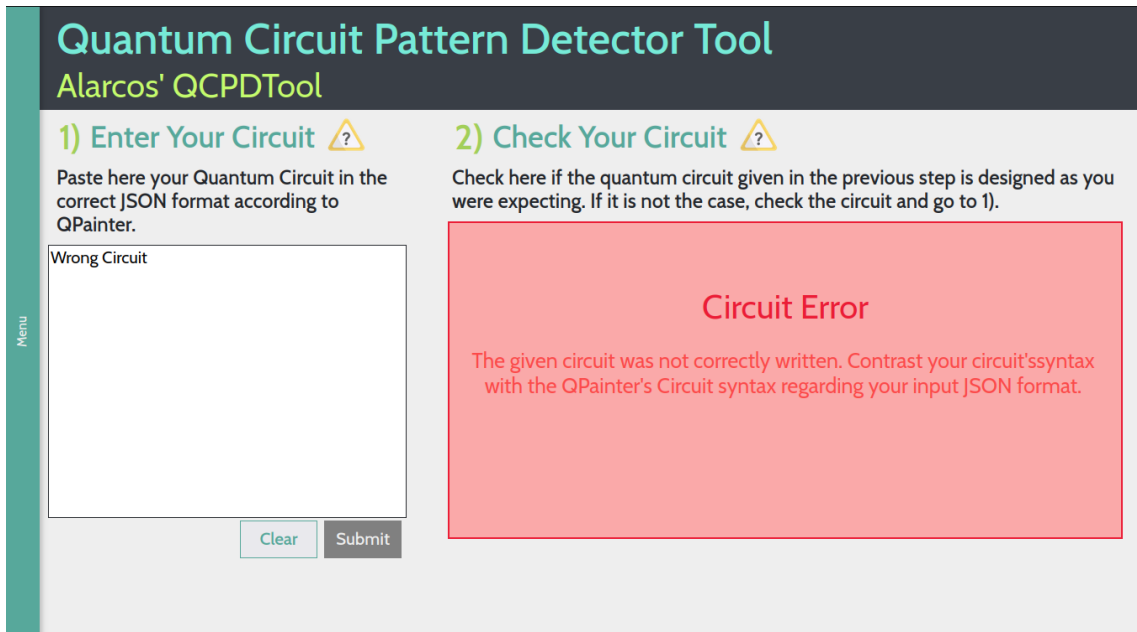 Quantum Circuit Pattern Detector Tool
Alarcos' QCPDTool
Menu
1) Enter Your Circuit ?
Paste here your Quantum Circuit in the
correct JSON format according to
QPainter.
Wrong Circuit
Clear
Submit
2) Check Your Circuit ?
Check here if the quantum circuit given in the previous step is designed as you
were expecting. If it is not the case, check the circuit and go to 1).
Circuit Error
The given circuit was not correctly written. Contrast your circuit'ssyntax
with the QPainter's Circuit syntax regarding your input JSON format.